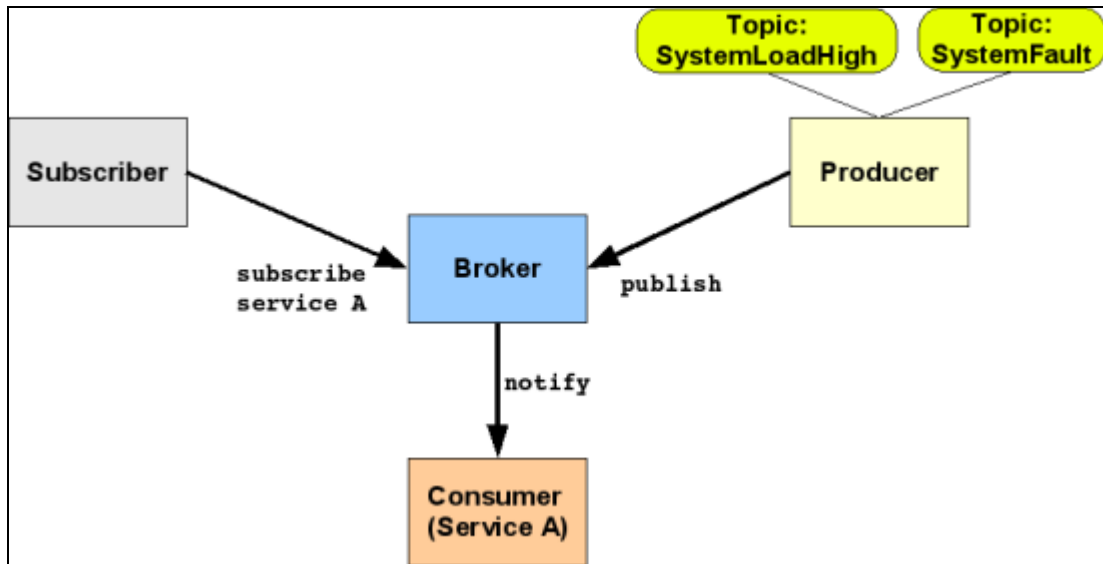 Topic:
SystemLoadHigh
Topic:
SystemFault
Subscriber
Producer
Broker
subscribe
service A
publish
notify
Consumer
(Service A)